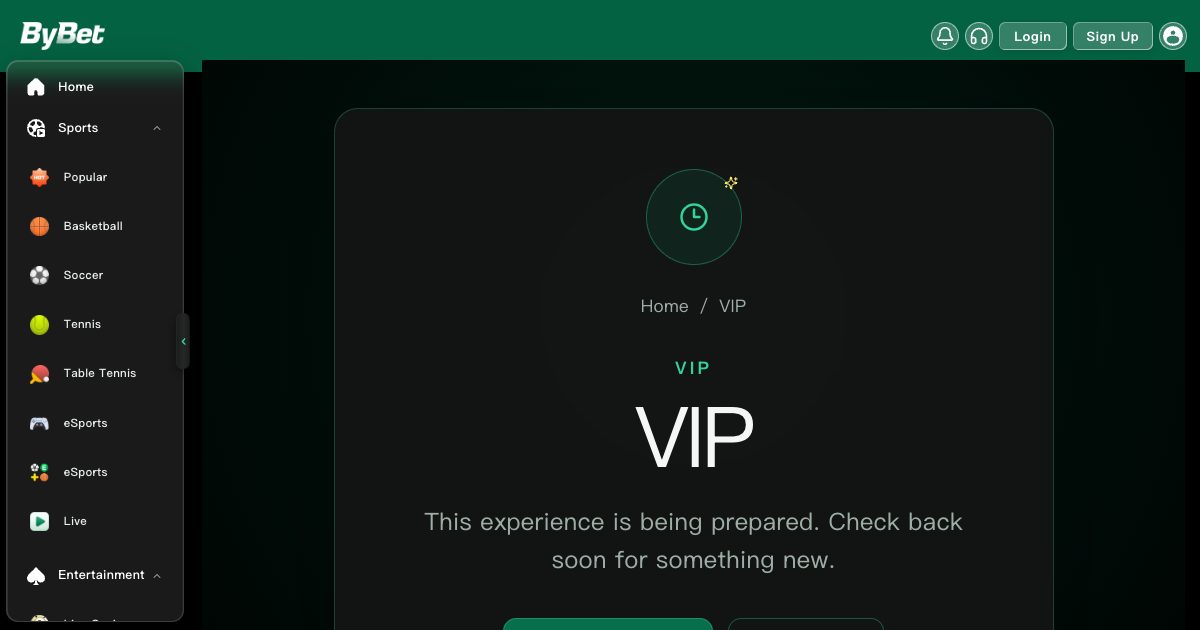 ByBet
Login
Sign Up
Home
Sports
HOT
Popular
Basketball
Soccer
Tennis
Table Tennis
eSports
eSports
Live
Entertainment
Home / VIP
VIP
VIP
This experience is being prepared. Check back
soon for something new.